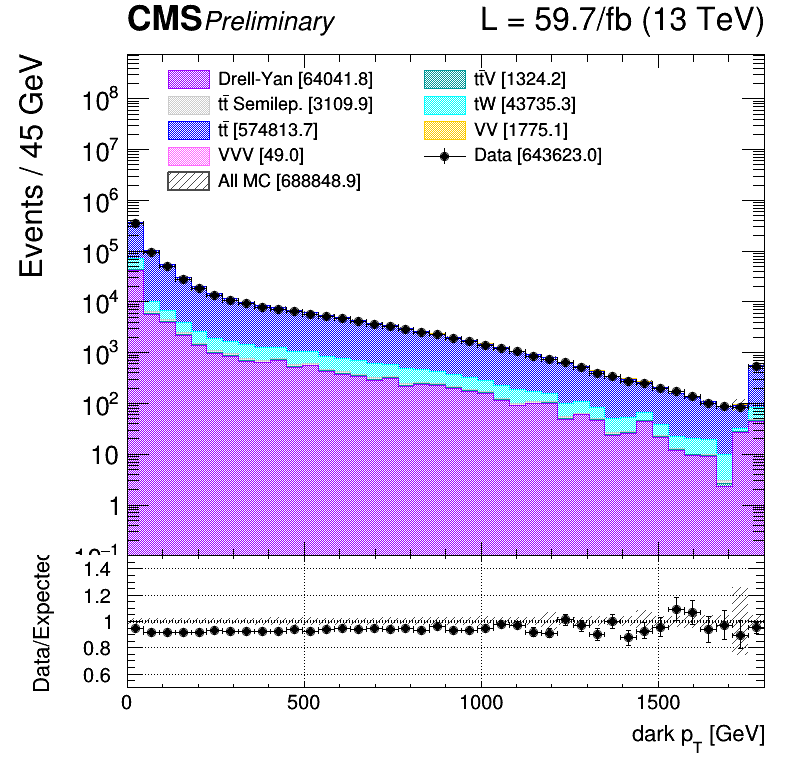 CMS Preliminary L = 59.7/fb (13 TeV)
Events / 45 GeV
Drell-Yan [64041.8] tt̄V [1324.2]
tt̄ Semilep. [3109.9] tW [43735.3]
tt̄ [574813.7] VV [1775.1]
VVV [49.0] Data [643623.0]
All MC [688848.9]
10⁸
10⁷
10⁶
10⁵
10⁴
10³
10²
10
1
10⁻¹
Data/Expected
1.4
1.2
1
0.8
0.6
0 500 1000 1500
dark p_T [GeV]